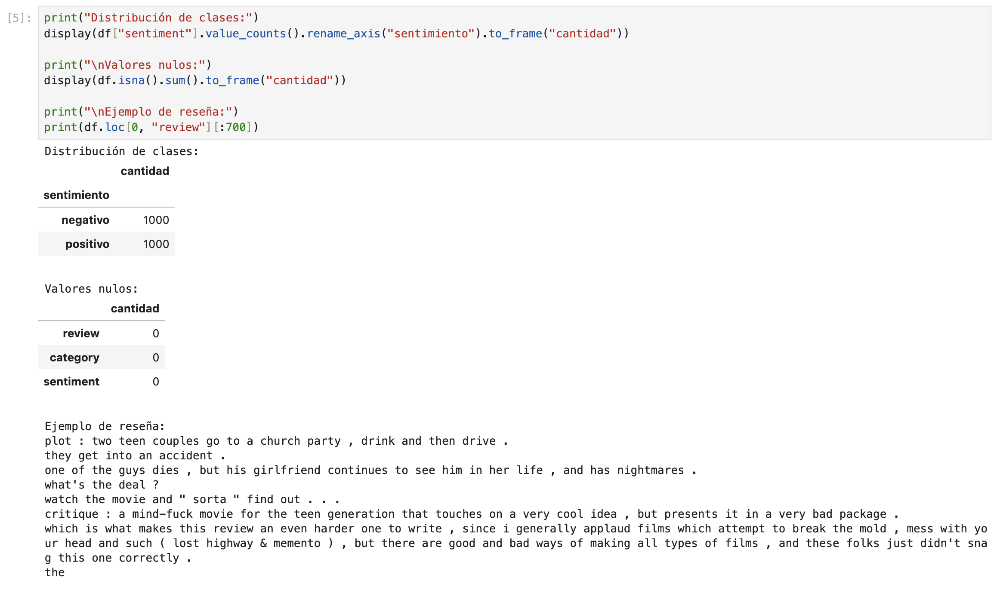 [5]:
print("Distribución de clases:")
display(df["sentiment"].value_counts().rename_axis("sentimiento").to_frame("cantidad"))
print("\nValores nulos:")
display(df.isna().sum().to_frame("cantidad"))
print("\nEjemplo de reseña:")
print(df.loc[0, "review"][:700])
Distribución de clases:
cantidad
sentimiento
negativo 1000
positivo 1000
Valores nulos:
cantidad
review 0
category 0
sentiment 0
Ejemplo de reseña:
plot : two teen couples go to a church party , drink and then drive .
they get into an accident .
one of the guys dies , but his girlfriend continues to see him in her life , and has nightmares .
what's the deal ?
watch the movie and " sorta " find out . . .
critique : a mind-fuck movie for the teen generation that touches on a very cool idea , but presents it in a very bad package .
which is what makes this review an even harder one to write , since i generally applaud films which attempt to break the mold , mess with yo
ur head and such ( lost highway & memento ) , but there are good and bad ways of making all types of films , and these folks just didn't sna
g this one correctly .
the